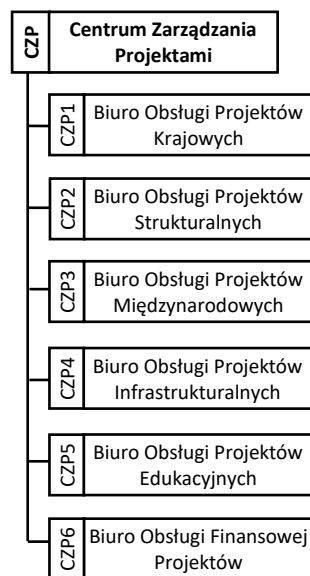 CZP
Centrum Zarządzania
Projektami
CZP1
Biuro Obsługi Projektów
Krajowych
CZP2
Biuro Obsługi Projektów
Strukturalnych
CZP3
Biuro Obsługi Projektów
Międzynarodowych
CZP4
Biuro Obsługi Projektów
Infrastrukturalnych
CZP5
Biuro Obsługi Projektów
Edukacyjnych
CZP6
Biuro Obsługi Finansowej
Projektów